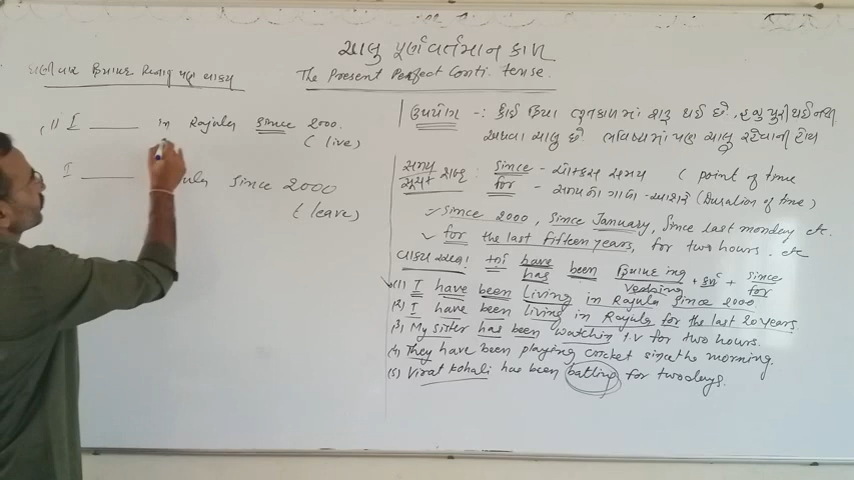 ચાલુ પૂર્ણ વર્તમાન કાળ
The Present Perfect Conti. tense.
(1) I ______ in Rajula since 2000.
( live)
I ______ since 2000
( leave)
ઉપયોગ -: કોઈ ક્રિયા ભૂતકાળમાં શરૂ થઈ છે, હજુ પુરી થઈ નથી
અથવા ચાલુ છે. ભવિષ્યમાં પણ ચાલુ રહેવાની હોય
સમય સૂચક શબ્દ : since - ચોક્કસ સમય ( point of time
for - સમયનો ગાળો - (Duration of time)
✓ since 2000, since January, since last monday etc.
✓ for the last fifteen years, for two hours. etc
વાક્ય રચના: કર્તા have has been ક્રિયાપદ ing + કર્મ + since for
(1) I have been Living in Rajula since 2000
(2) I have been living in Rajula for the last 20 years.
(3) My sister has been watching T.V for two hours.
(4) They have been playing cricket since the morning.
(5) Virat Kohali has been batting for two days.